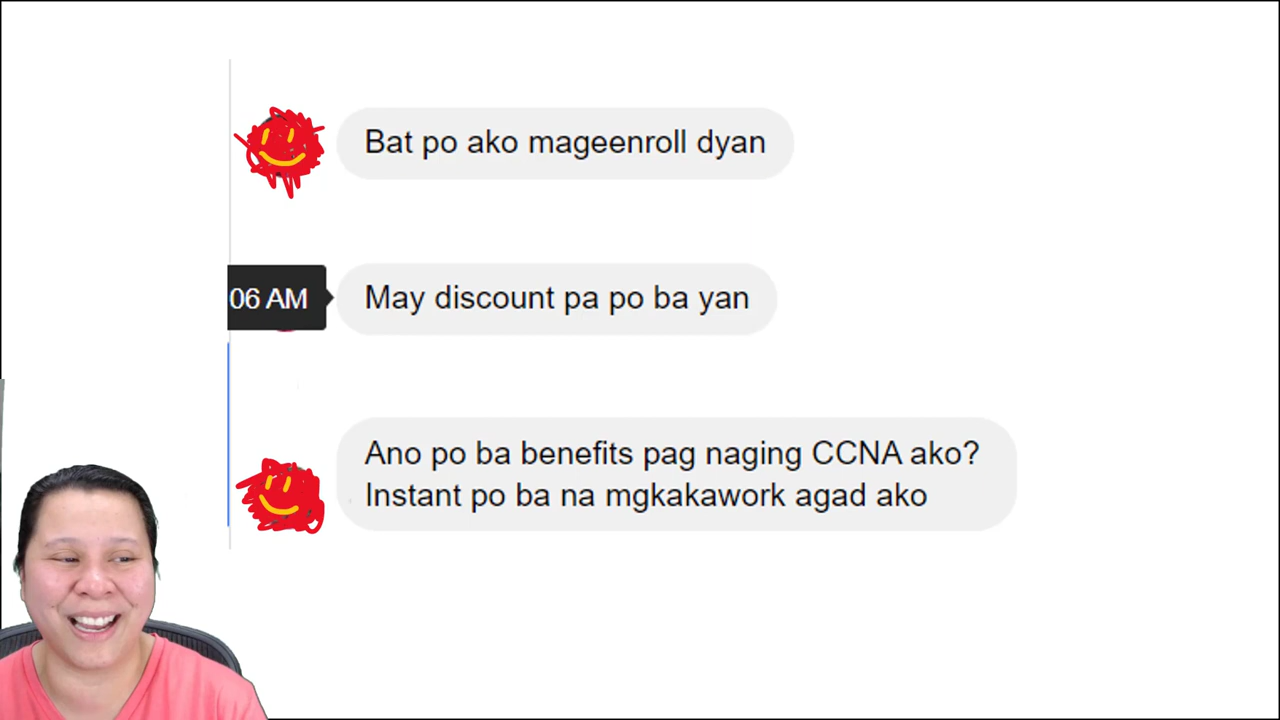 Bat po ako mageenroll dyan
06 AM
May discount pa po ba yan
Ano po ba benefits pag naging CCNA ako?
Instant po ba na mgkakawork agad ako